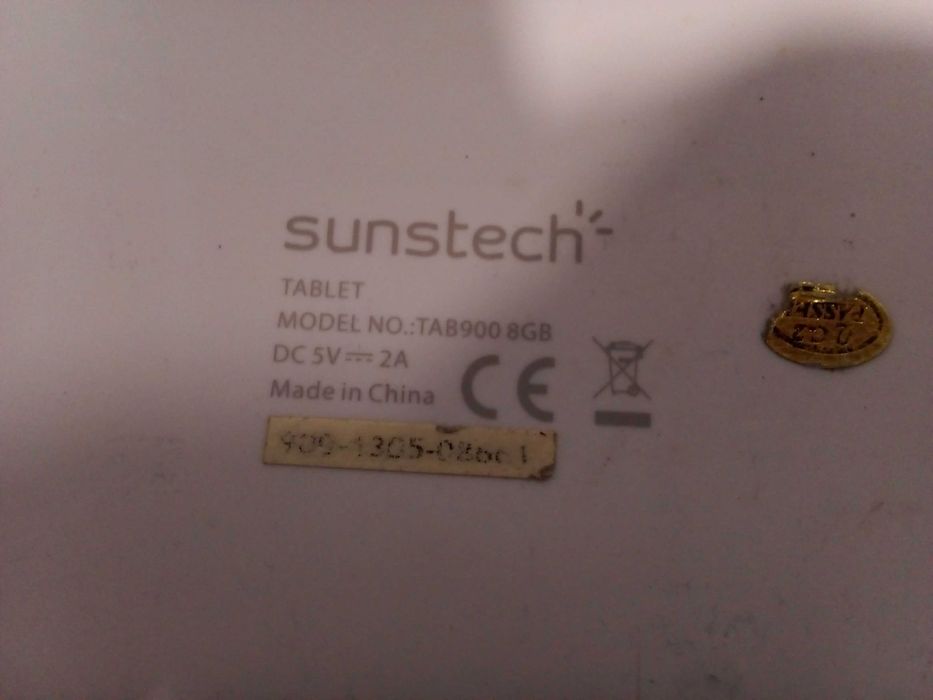 sunstech
TABLET
MODEL NO.:TAB900 8GB
DC 5V⎓2A
Made in China
CE